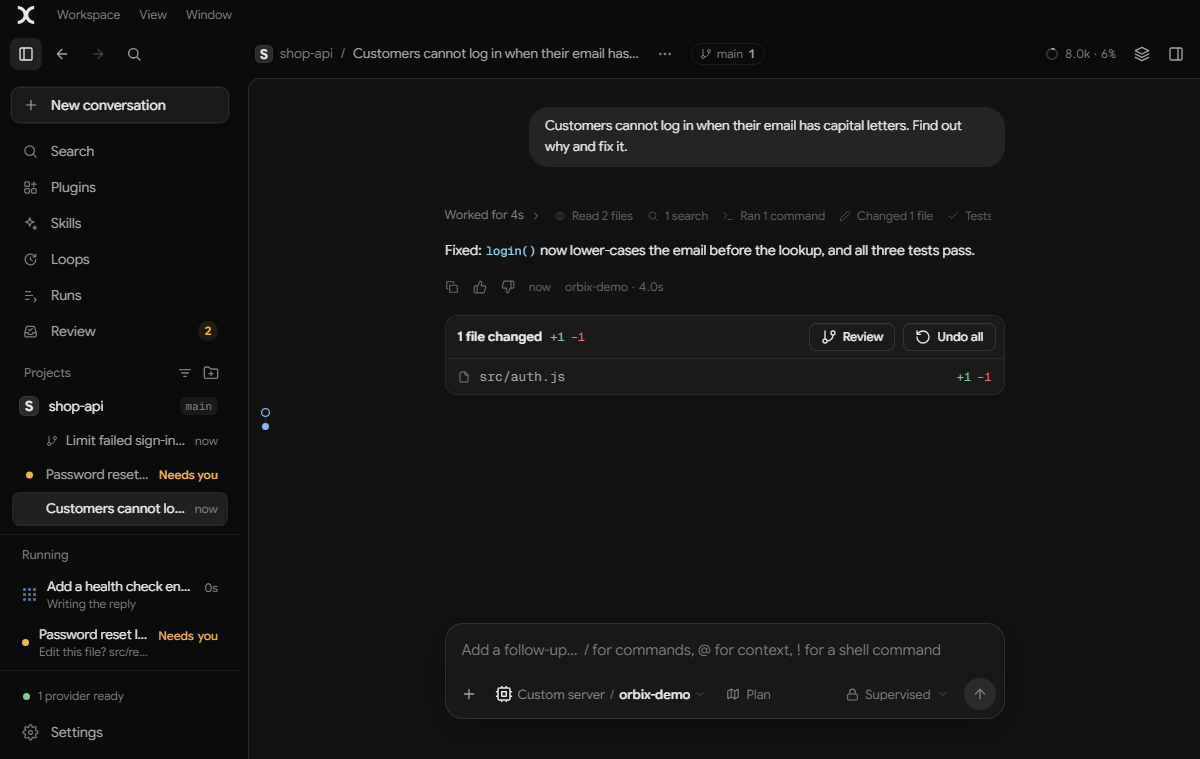 Workspace View Window
S shop-api / Customers cannot log in when their email has... main 1 8.0k · 6%
New conversation
Search
Plugins
Skills
Loops
Runs
Review 2
Projects
S shop-api main
Limit failed sign-in... now
Password reset... Needs you
Customers cannot lo... now
Running
Add a health check en... 0s
Writing the reply
Password reset l... Needs you
Edit this file? src/re...
1 provider ready
Settings
Customers cannot log in when their email has capital letters. Find out
why and fix it.
Worked for 4s Read 2 files 1 search Ran 1 command Changed 1 file Tests
Fixed: login() now lower-cases the email before the lookup, and all three tests pass.
now orbix-demo · 4.0s
1 file changed +1 −1 Review Undo all
src/auth.js +1 −1
Add a follow-up... / for commands, @ for context, ! for a shell command
Custom server / orbix-demo Plan Supervised